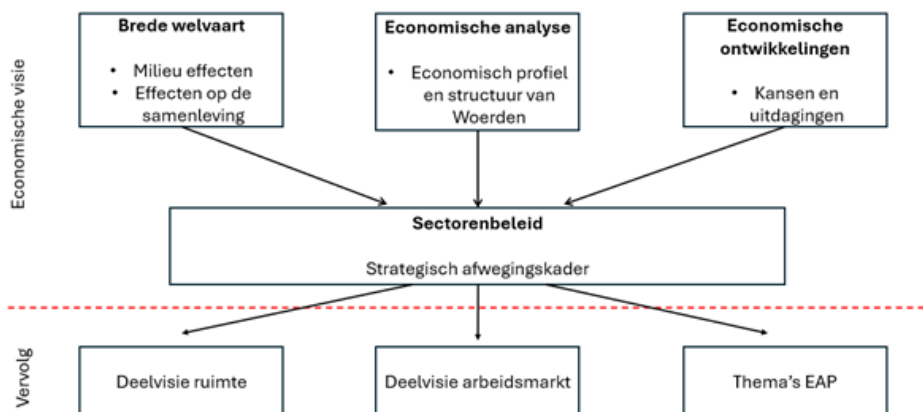 Economische visie
Brede welvaart
• Milieu effecten
• Effecten op de
samenleving
Economische analyse
• Economisch profiel
en structuur van
Woerden
Economische
ontwikkelingen
• Kansen en
uitdagingen
Sectorenbeleid
Strategisch afwegingskader
Vervolg
Deelvisie ruimte
Deelvisie arbeidsmarkt
Thema's EAP